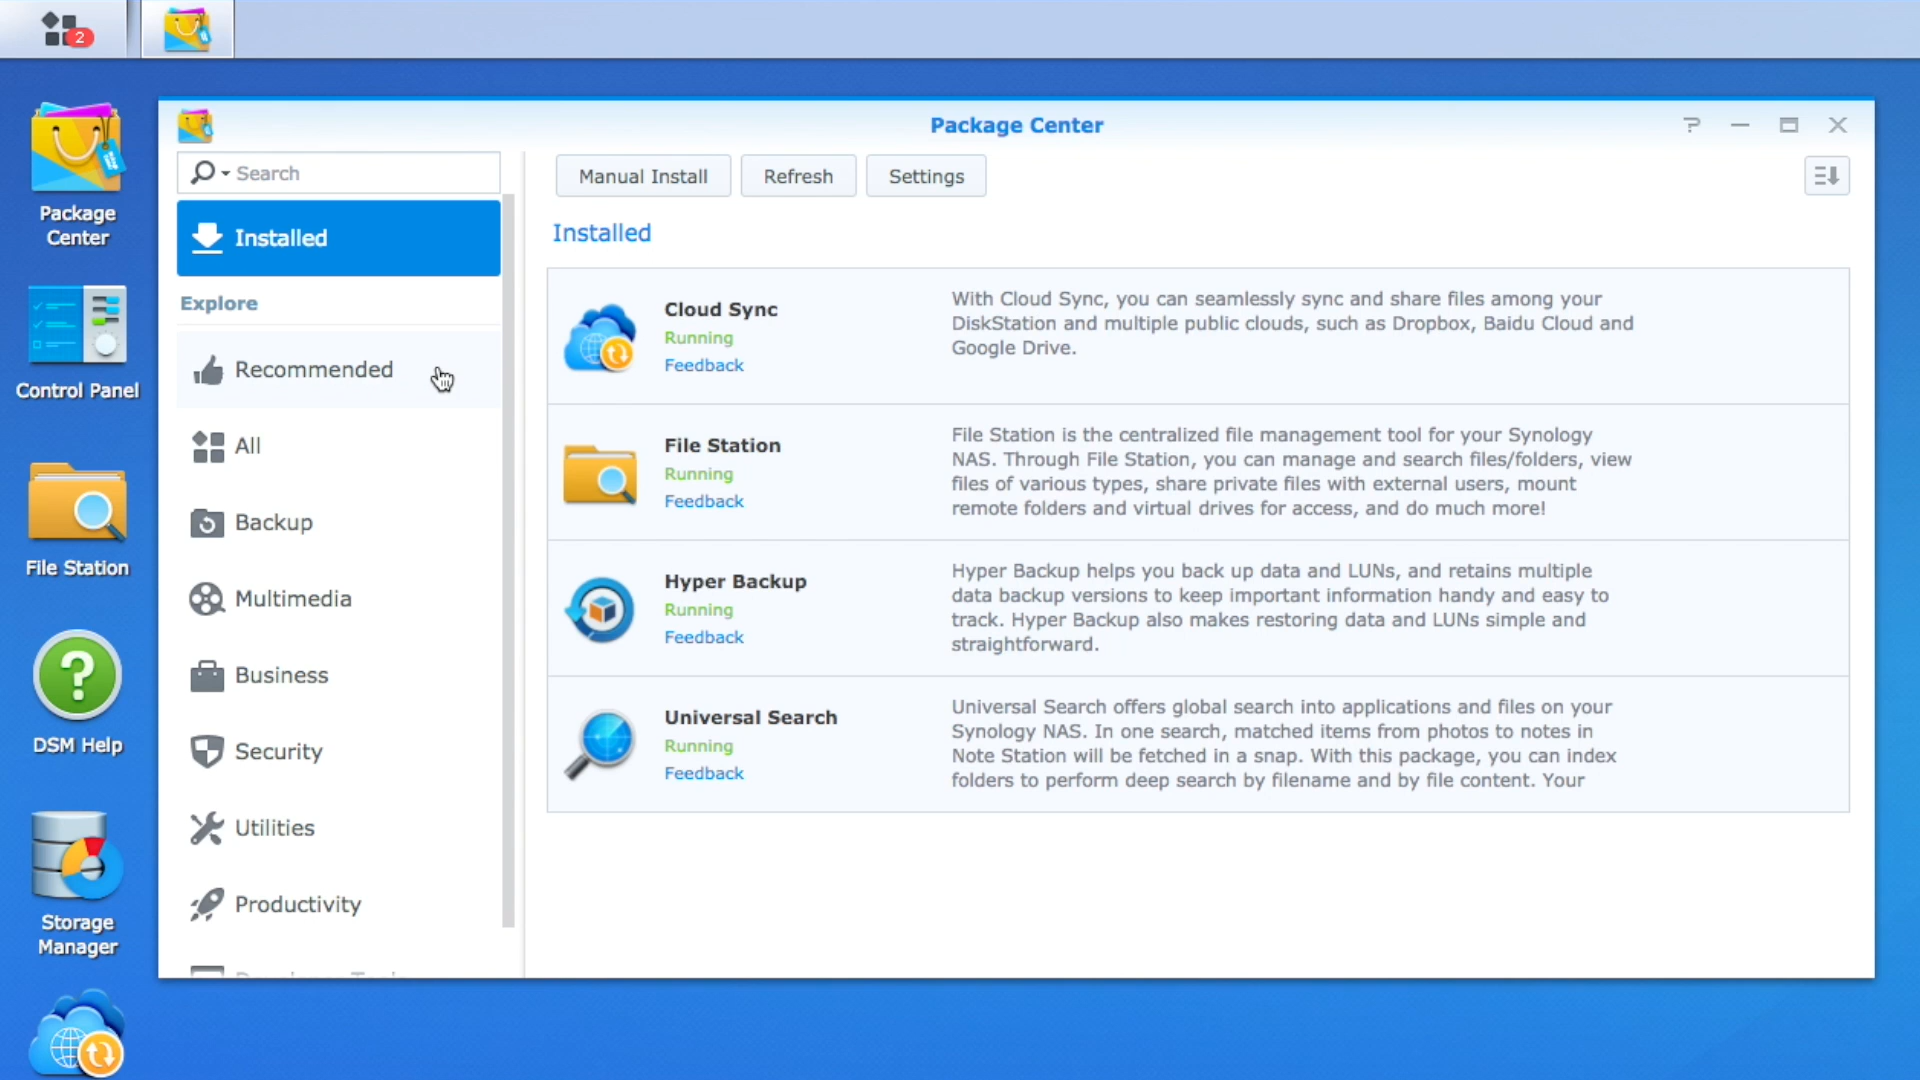 2
Package Center
Search
Manual Install
Refresh
Settings
Installed
Explore
Recommended
All
Backup
Multimedia
Business
Security
Utilities
Productivity
Installed
Cloud Sync
Running
Feedback
With Cloud Sync, you can seamlessly sync and share files among your
DiskStation and multiple public clouds, such as Dropbox, Baidu Cloud and
Google Drive.
File Station
Running
Feedback
File Station is the centralized file management tool for your Synology
NAS. Through File Station, you can manage and search files/folders, view
files of various types, share private files with external users, mount
remote folders and virtual drives for access, and do much more!
Hyper Backup
Running
Feedback
Hyper Backup helps you back up data and LUNs, and retains multiple
data backup versions to keep important information handy and easy to
track. Hyper Backup also makes restoring data and LUNs simple and
straightforward.
Universal Search
Running
Feedback
Universal Search offers global search into applications and files on your
Synology NAS. In one search, matched items from photos to notes in
Note Station will be fetched in a snap. With this package, you can index
folders to perform deep search by filename and by file content. Your
Package
Center
Control Panel
File Station
DSM Help
Storage
Manager